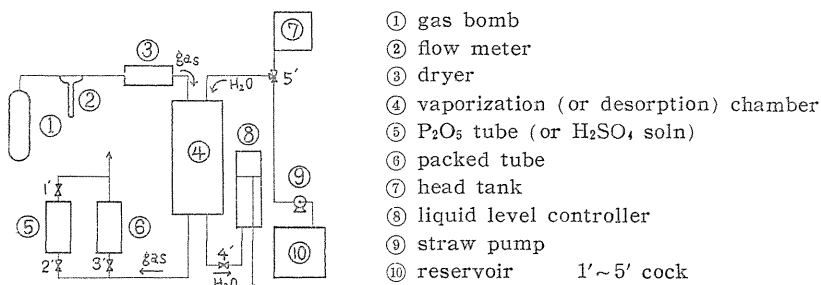 ③
gas
⑦
H₂O
5′
②
①
④
⑧
⑨
1′
⑤
⑥
2′
3′
gas
4′
H₂O
⑩
① gas bomb
② flow meter
③ dryer
④ vaporization (or desorption) chamber
⑤ P₂O₅ tube (or H₂SO₄ soln)
⑥ packed tube
⑦ head tank
⑧ liquid level controller
⑨ straw pump
⑩ reservoir 1′~5′ cock